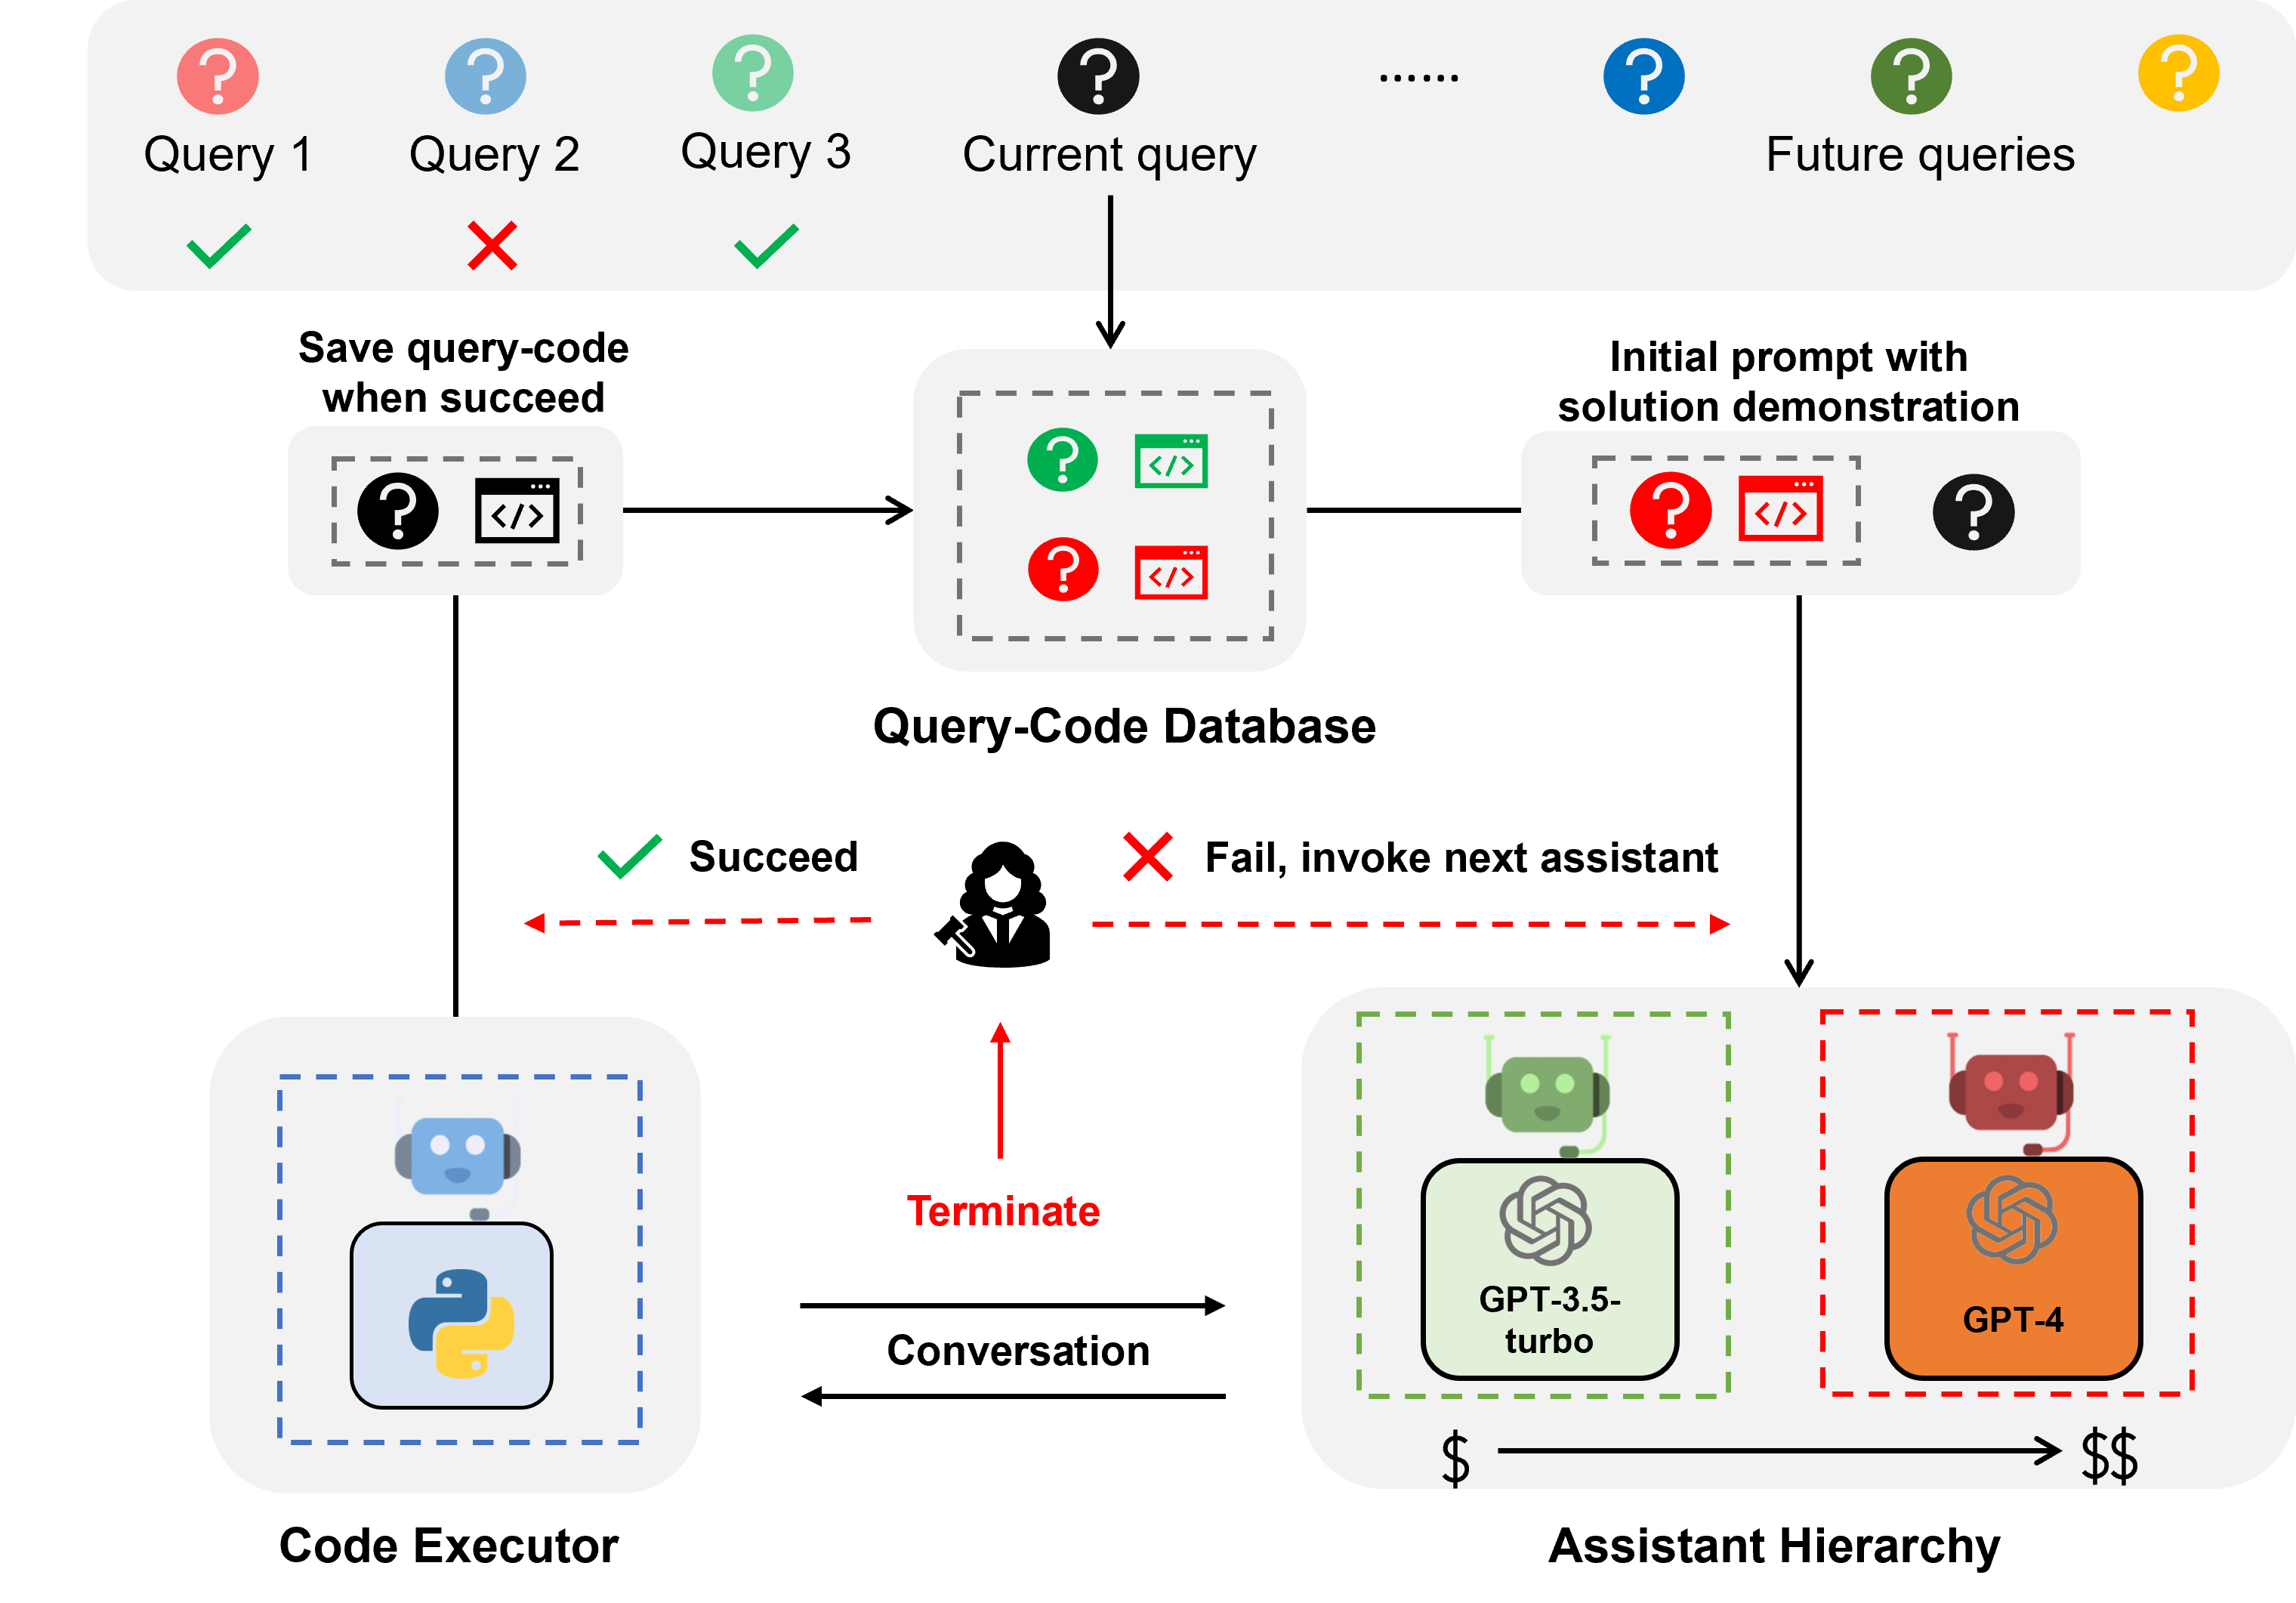 Query 1
Query 2
Query 3
Current query
......
Future queries
Save query-code
when succeed
Initial prompt with
solution demonstration
</>
</>
</>
</>
Query-Code Database
Succeed
Fail, invoke next assistant
Terminate
Conversation
GPT-3.5-
turbo
GPT-4
$
$$
Code Executor
Assistant Hierarchy